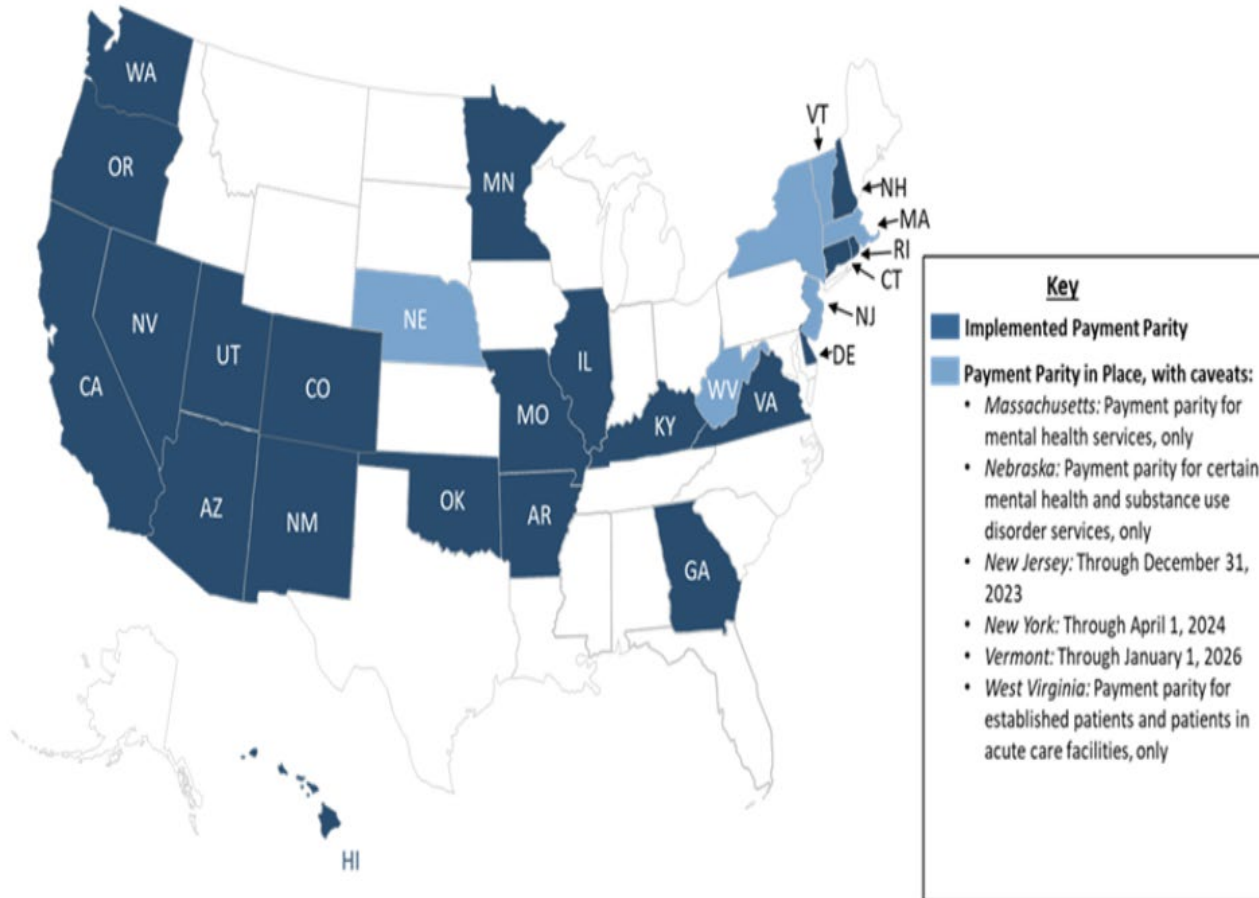 WA
VT
OR
MN
NH
MA
RI
CT
NE
NJ
NV
UT
IL
DE
CA
CO
WV
VA
MO
KY
AZ
NM
OK
AR
GA
HI
Key
Implemented Payment Parity
Payment Parity in Place, with caveats:
• Massachusetts: Payment parity for
mental health services, only
• Nebraska: Payment parity for certain
mental health and substance use
disorder services, only
• New Jersey: Through December 31,
2023
• New York: Through April 1, 2024
• Vermont: Through January 1, 2026
• West Virginia: Payment parity for
established patients and patients in
acute care facilities, only